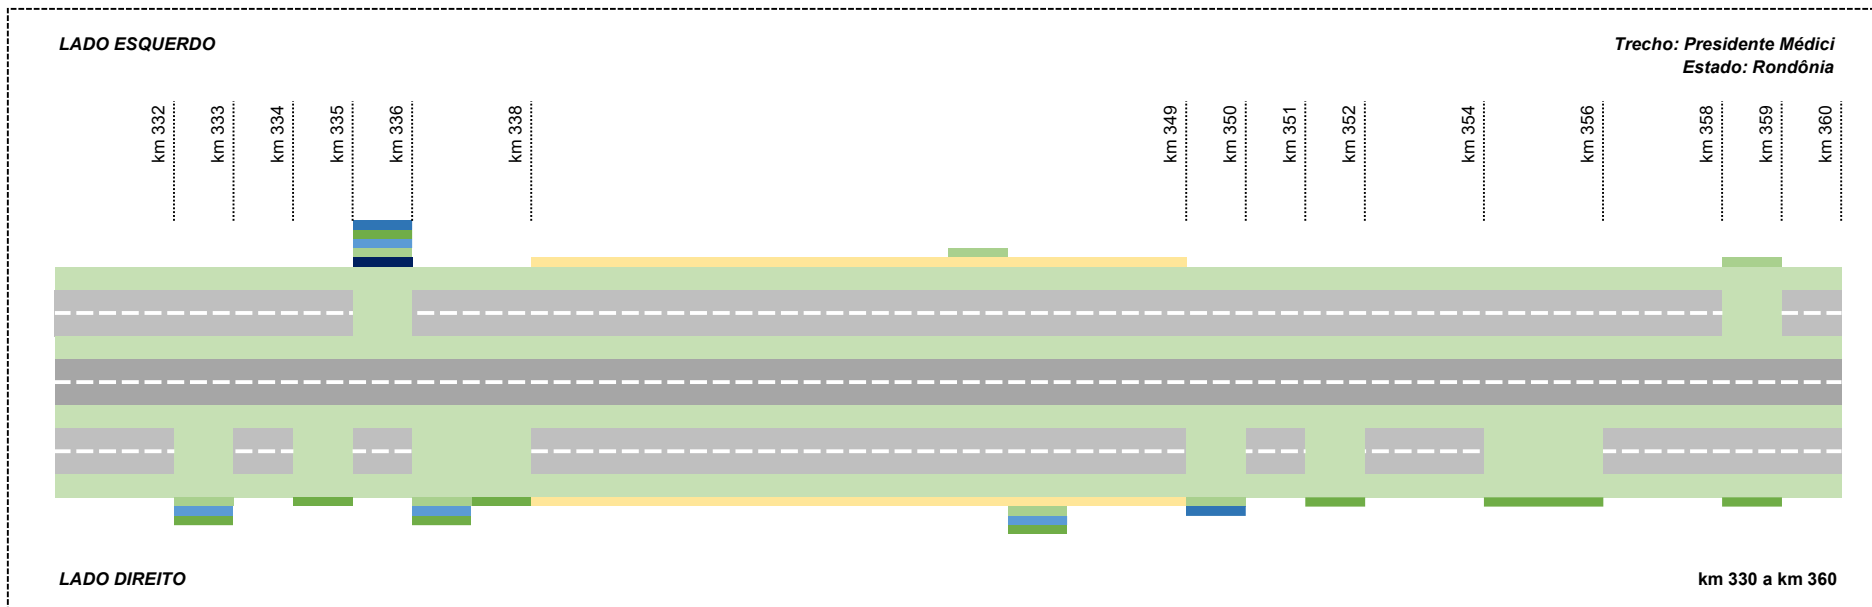 LADO ESQUERDO
Trecho: Presidente Médici
Estado: Rondônia
km 332
km 333
km 334
km 335
km 336
km 338
km 349
km 350
km 351
km 352
km 354
km 356
km 358
km 359
km 360
LADO DIREITO
km 330 a km 360